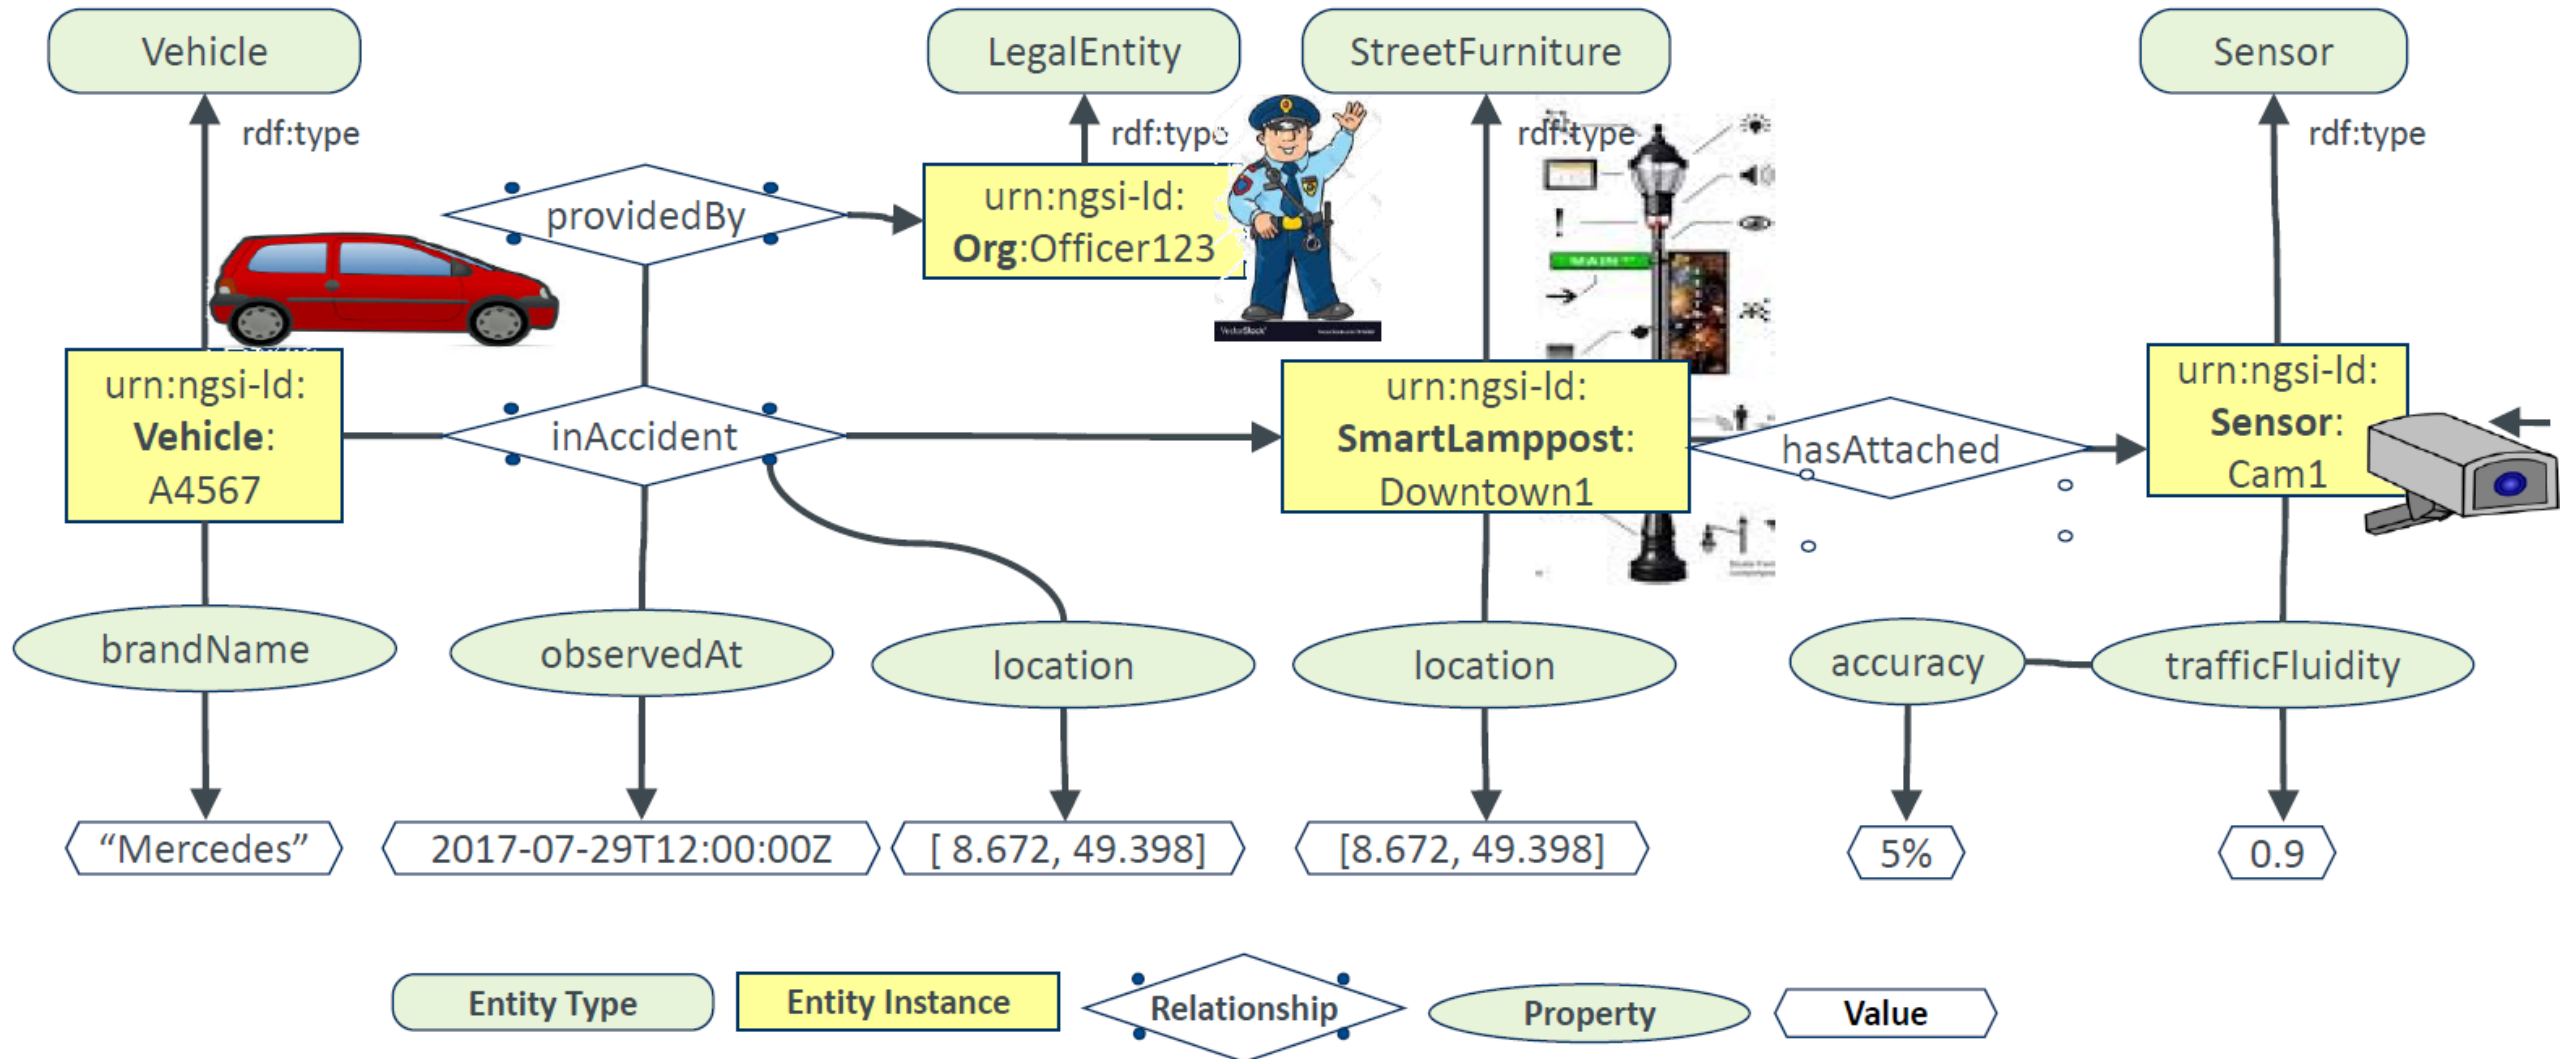 Vehicle
LegalEntity
StreetFurniture
Sensor
rdf:type
rdf:type
rdf:type
rdf:type
providedBy
urn:ngsi-ld:
Org:Officer123
VectorStock
MAIN
urn:ngsi-ld:
Vehicle:
A4567
inAccident
urn:ngsi-ld:
SmartLamppost:
Downtown1
hasAttached
urn:ngsi-ld:
Sensor:
Cam1
brandName
observedAt
location
location
accuracy
trafficFluidity
“Mercedes”
2017-07-29T12:00:00Z
[ 8.672, 49.398]
[8.672, 49.398]
5%
0.9
Entity Type
Entity Instance
Relationship
Property
Value